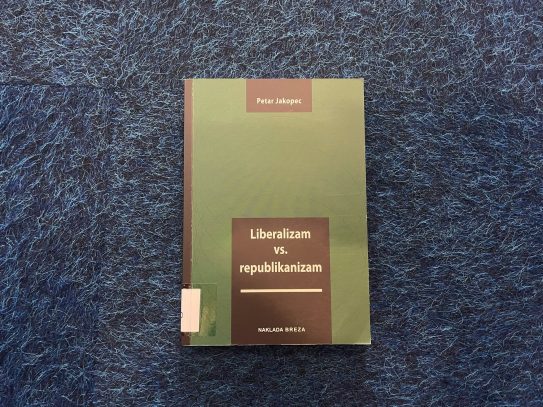 Petar Jakopec
Liberalizam
vs.
republikanizam
NAKLADA BREZA